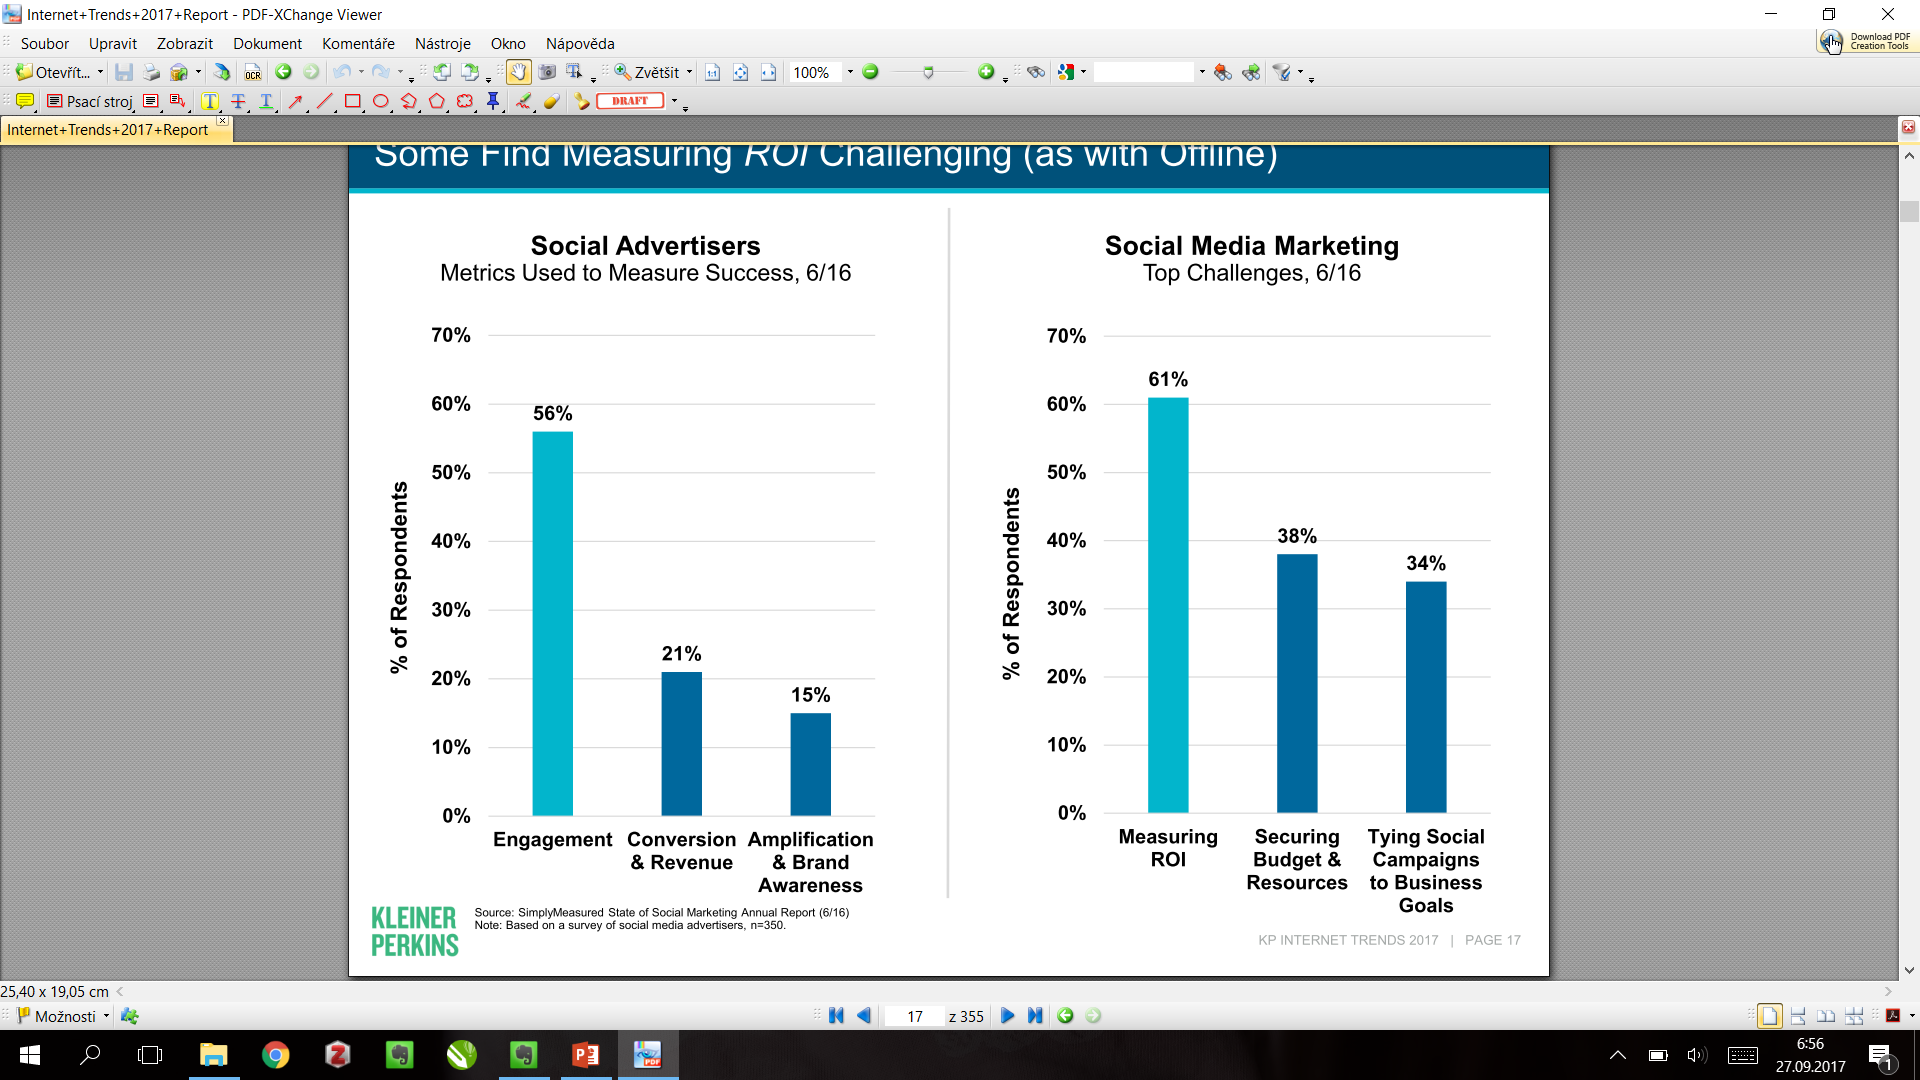 Internet+Trends+2017+Report - PDF-XChange Viewer
Soubor Upravit Zobrazit Dokument Komentáře Nástroje Okno Nápověda
Download PDF
Creation Tools
Otevřít...
OCR
Zvětšit
1:1
100%
Psací stroj
T T T
DRAFT
Internet+Trends+2017+Report
Some Find Measuring ROI Challenging (as with Offline)
Social Advertisers
Metrics Used to Measure Success, 6/16
70%
60%
50%
40%
30%
20%
10%
0%
% of Respondents
56%
21%
15%
Engagement
Conversion
& Revenue
Amplification
& Brand
Awareness
Social Media Marketing
Top Challenges, 6/16
70%
60%
50%
40%
30%
20%
10%
0%
% of Respondents
61%
38%
34%
Measuring
ROI
Securing
Budget &
Resources
Tying Social
Campaigns
to Business
Goals
KLEINER
PERKINS
Source: SimplyMeasured State of Social Marketing Annual Report (6/16)
Note: Based on a survey of social media advertisers, n=350.
KP INTERNET TRENDS 2017 | PAGE 17
25,40 x 19,05 cm
Možnosti
17 z 355
6:56
27.09.2017
1